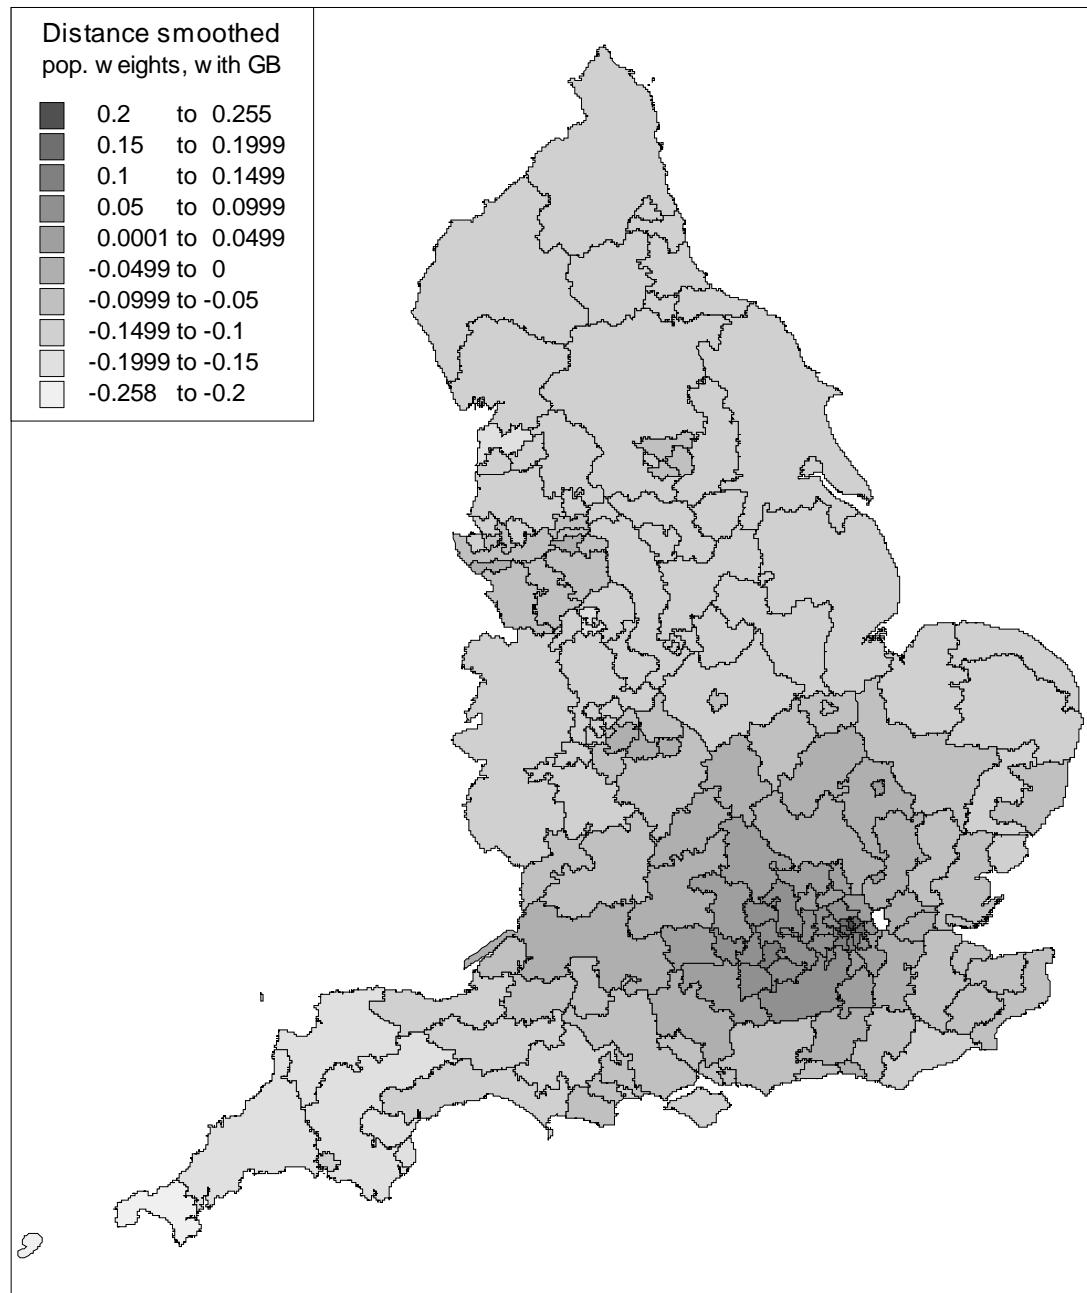 Distance smoothed
pop. weights, with GB
0.2 to 0.255
0.15 to 0.1999
0.1 to 0.1499
0.05 to 0.0999
0.0001 to 0.0499
-0.0499 to 0
-0.0999 to -0.05
-0.1499 to -0.1
-0.1999 to -0.15
-0.258 to -0.2